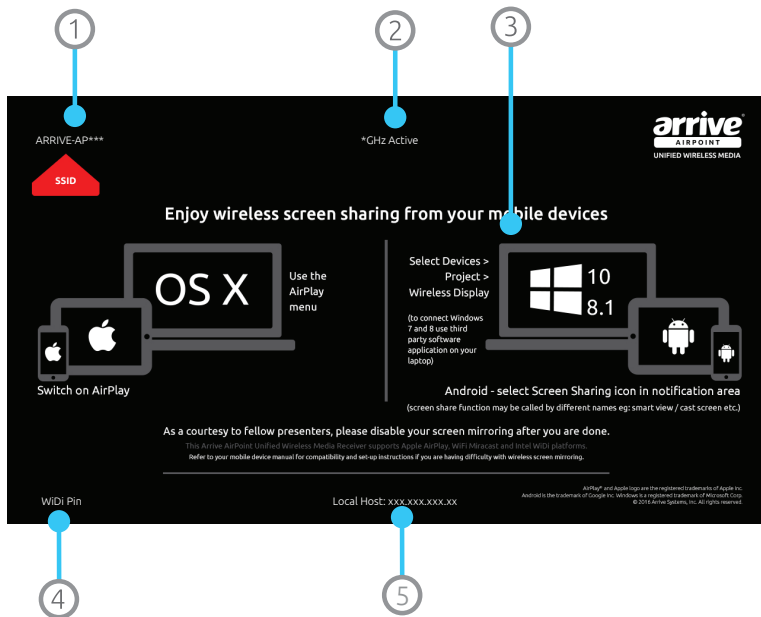 1
2
3
ARRIVE-AP***
*GHz Active
arrive®
AIRPOINT
UNIFIED WIRELESS MEDIA
SSID
Enjoy wireless screen sharing from your mobile devices
OS X
Use the
AirPlay
menu
Switch on AirPlay
Select Devices >
Project >
Wireless Display
(to connect Windows
7 and 8 use third
party software
application on your
laptop)
10
8.1
Android - select Screen Sharing icon in notification area
(screen share function may be called by different names eg: smart view / cast screen etc.)
As a courtesy to fellow presenters, please disable your screen mirroring after you are done.
This Arrive AirPoint Unified Wireless Media Receiver supports Apple AirPlay, WiFi Miracast and Intel WiDi platforms.
Refer to your mobile device manual for compatibility and set-up instructions if you are having difficulty with wireless screen mirroring.
WiDi Pin
Local Host: xxx.xxx.xxx.xx
AirPlay® and Apple logo are the registered trademarks of Apple Inc.
Android is the trademark of Google Inc. Windows is a registered trademark of Microsoft Corp.
© 2016 Arrive Systems, Inc. All rights reserved.
4
5